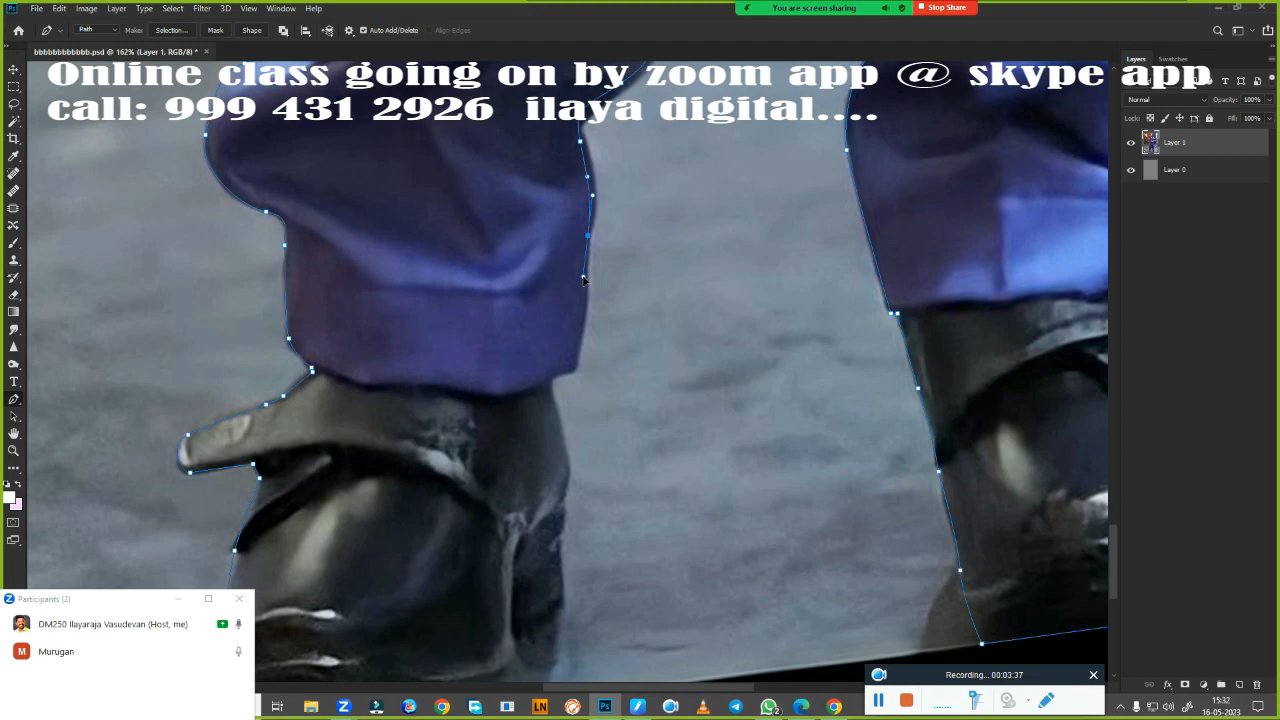 File Edit Image Layer Type Select Filter 3D View Window Help
You are screen sharing
Stop Share
Path
Make:
Selection...
Mask
Shape
Auto Add/Delete
Align Edges
bbbbbbbbbbbb.psd @ 162% (Layer 1, RGB/8) *
Layers
Swatches
Online class going on by zoom app @ skype app
call: 999 431 2926 ilaya digital....
Normal
Opacity: 100%
Lock:
Fill: 100%
Layer 1
Layer 0
Participants (2)
DM250 Ilayaraja Vasudevan (Host, me)
M Murugan
Recording... 00:03:37
15:32
16-05-2023